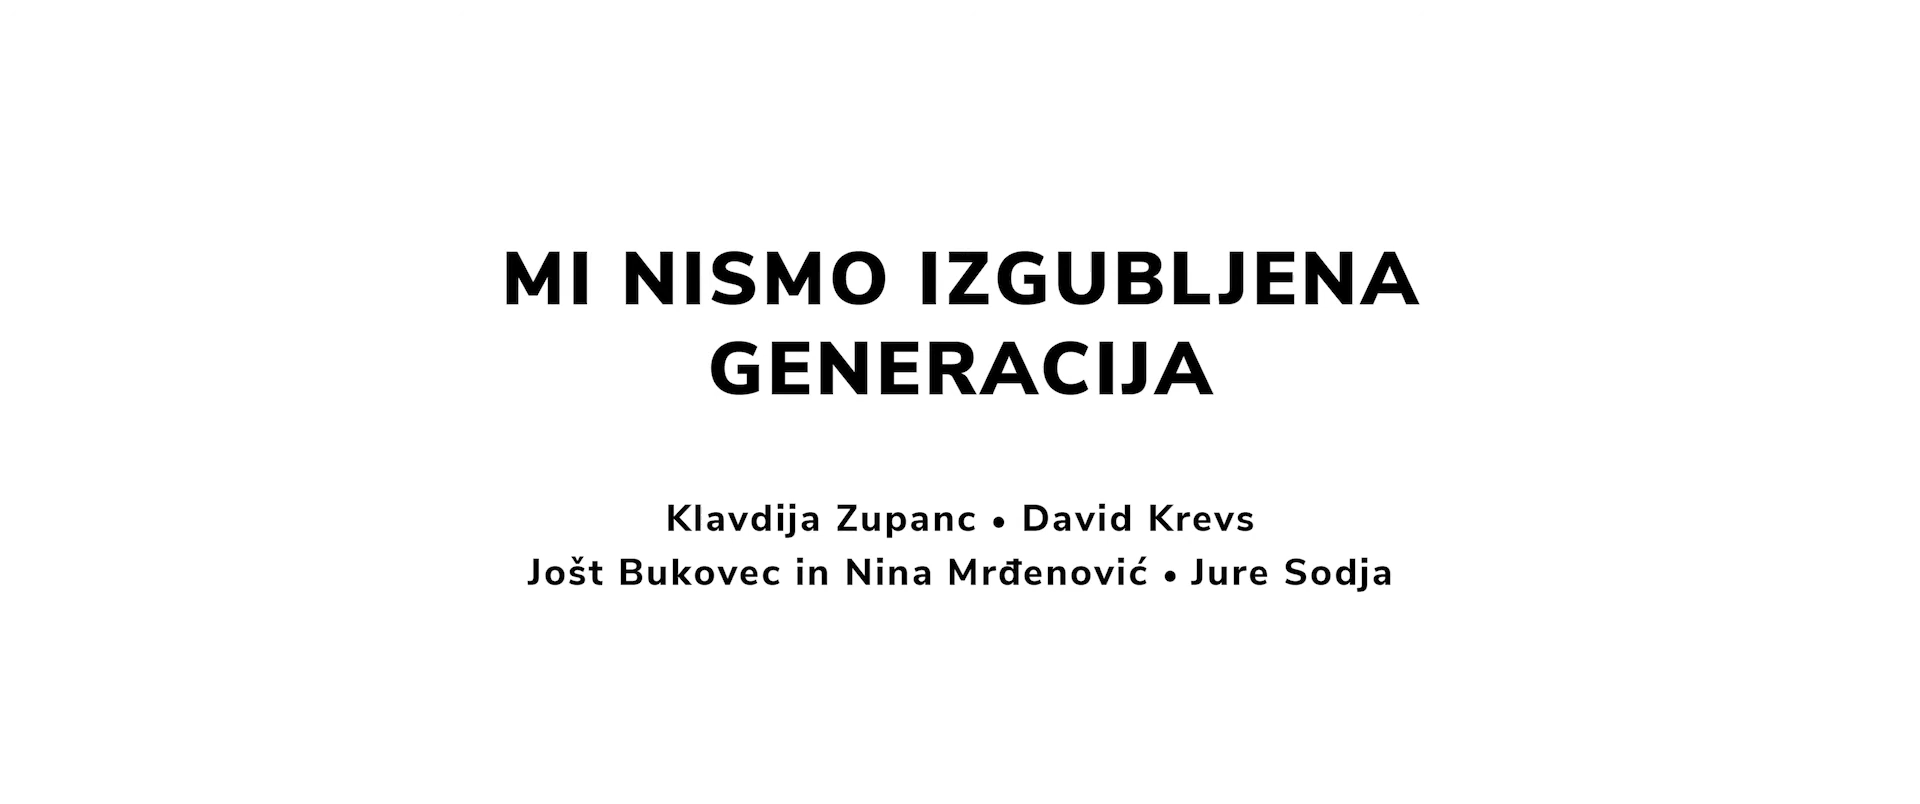 MI NISMO IZGUBLJENA
GENERACIJA
Klavdija Zupanc • David Krevs
Jošt Bukovec in Nina Mrđenović • Jure Sodja